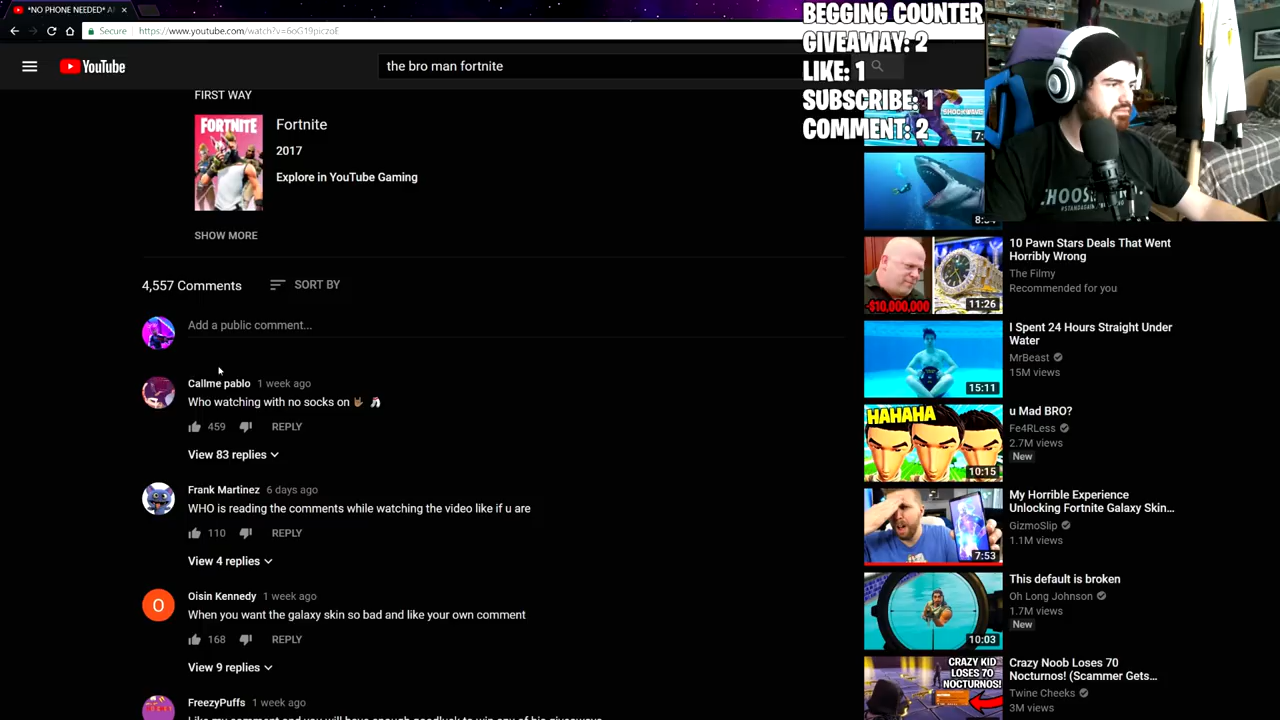 *NO PHONE NEEDED* A
Secure https://www.youtube.com/watch?v=6oG19piczoE
YouTube
the bro man fortnite
BEGGING COUNTER
GIVEAWAY: 2
LIKE: 1
SUBSCRIBE: 1
COMMENT: 2
FIRST WAY
FORTNITE
Fortnite
2017
Explore in YouTube Gaming
SHOW MORE
4,557 Comments
SORT BY
Add a public comment...
Callme pablo 1 week ago
Who watching with no socks on
459 REPLY
View 83 replies
Frank Martinez 6 days ago
WHO is reading the comments while watching the video like if u are
110 REPLY
View 4 replies
O
Oisin Kennedy 1 week ago
When you want the galaxy skin so bad and like your own comment
168 REPLY
View 9 replies
FreezyPuffs 1 week ago
7:
-$10,000,000
11:26
10 Pawn Stars Deals That Went
Horribly Wrong
The Filmy
Recommended for you
15:11
I Spent 24 Hours Straight Under
Water
MrBeast
15M views
HAHAHA
10:15
u Mad BRO?
Fe4RLess
2.7M views
New
7:53
My Horrible Experience
Unlocking Fortnite Galaxy Skin...
GizmoSlip
1.1M views
10:03
This default is broken
Oh Long Johnson
1.7M views
New
CRAZY KID
LOSES 70
NOCTURNOS!
Crazy Noob Loses 70
Nocturnos! (Scammer Gets...
Twine Cheeks
3M views